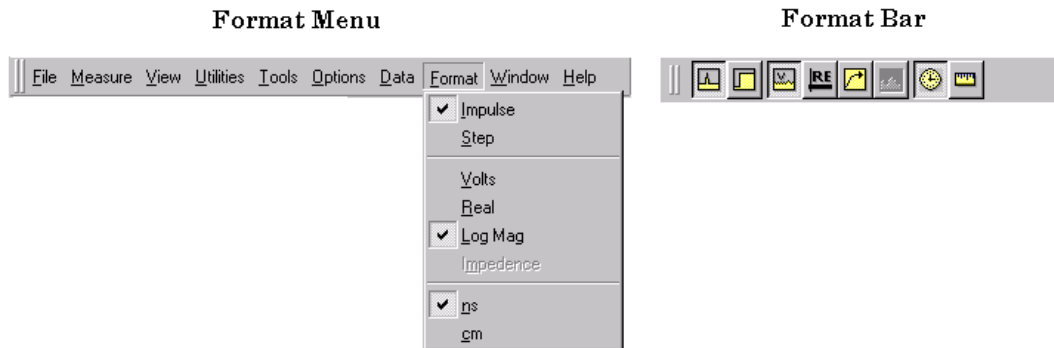 Format Menu
Format Bar
File Measure View Utilities Tools Options Data Format Window Help
RE
Impulse
Step
Volts
Real
Log Mag
Impedence
ns
cm